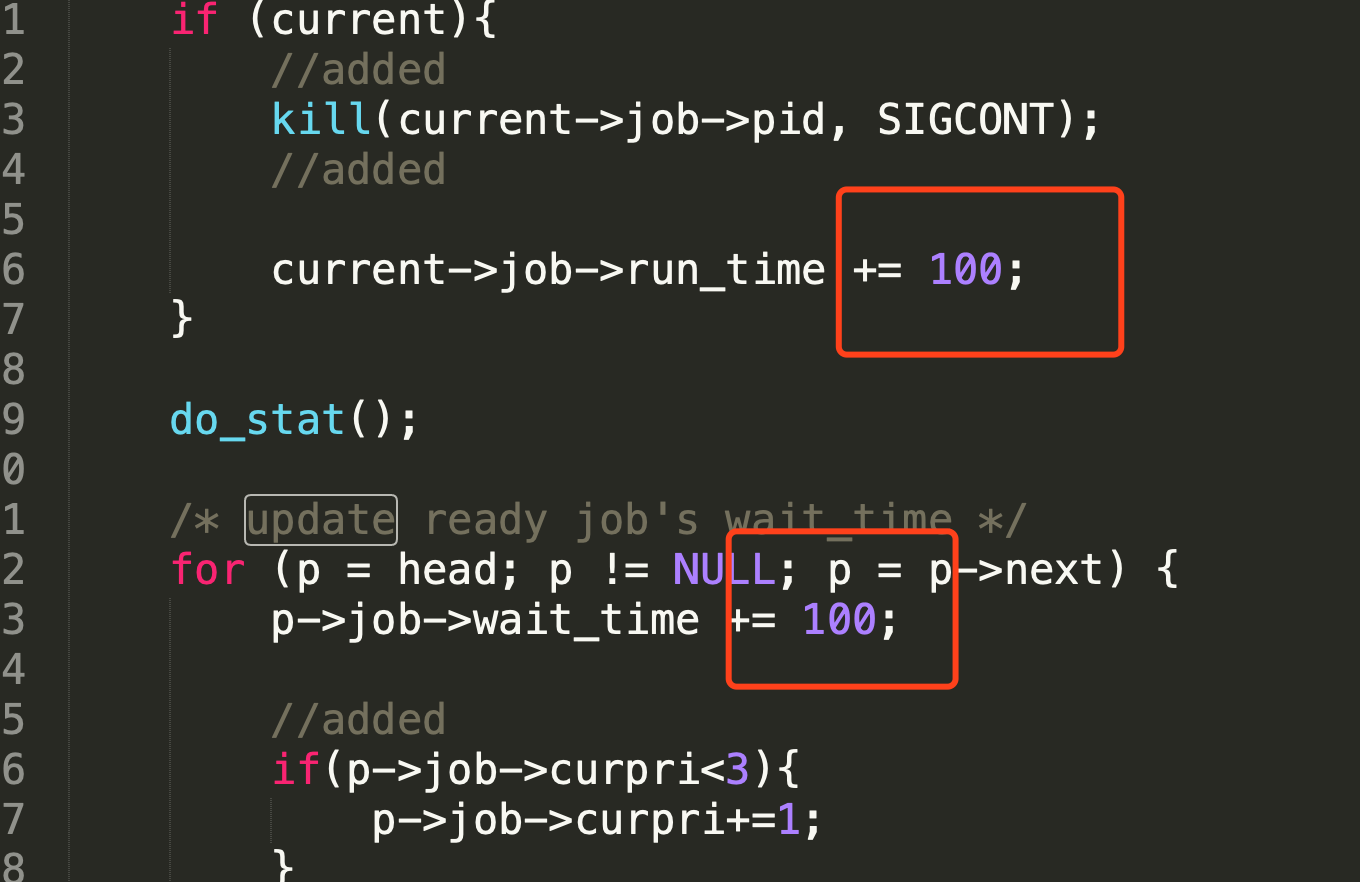 1 if (current){
2 //added
3 kill(current->job->pid, SIGCONT);
4 //added
5
6 current->job->run_time += 100;
7 }
8
9 do_stat();
0
1 /* update ready job's wait_time */
2 for (p = head; p != NULL; p = p->next) {
3 p->job->wait_time += 100;
4
5 //added
6 if(p->job->curpri<3){
7 p->job->curpri+=1;
8 }